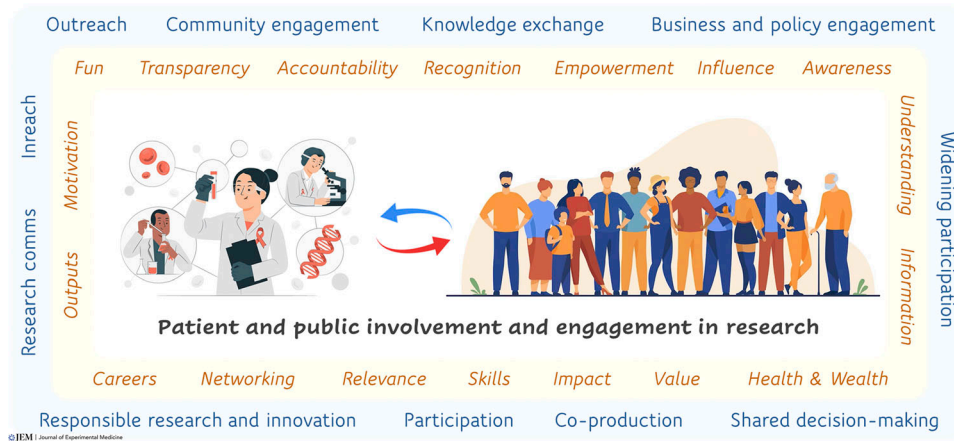 Outreach Community engagement Knowledge exchange Business and policy engagement
Fun Transparency Accountability Recognition Empowerment Influence Awareness
Inreach
Research comms
Motivation
Outputs
Understanding
Information
Widening participation
Patient and public involvement and engagement in research
Careers Networking Relevance Skills Impact Value Health & Wealth
Responsible research and innovation Participation Co-production Shared decision-making
JEM | Journal of Experimental Medicine